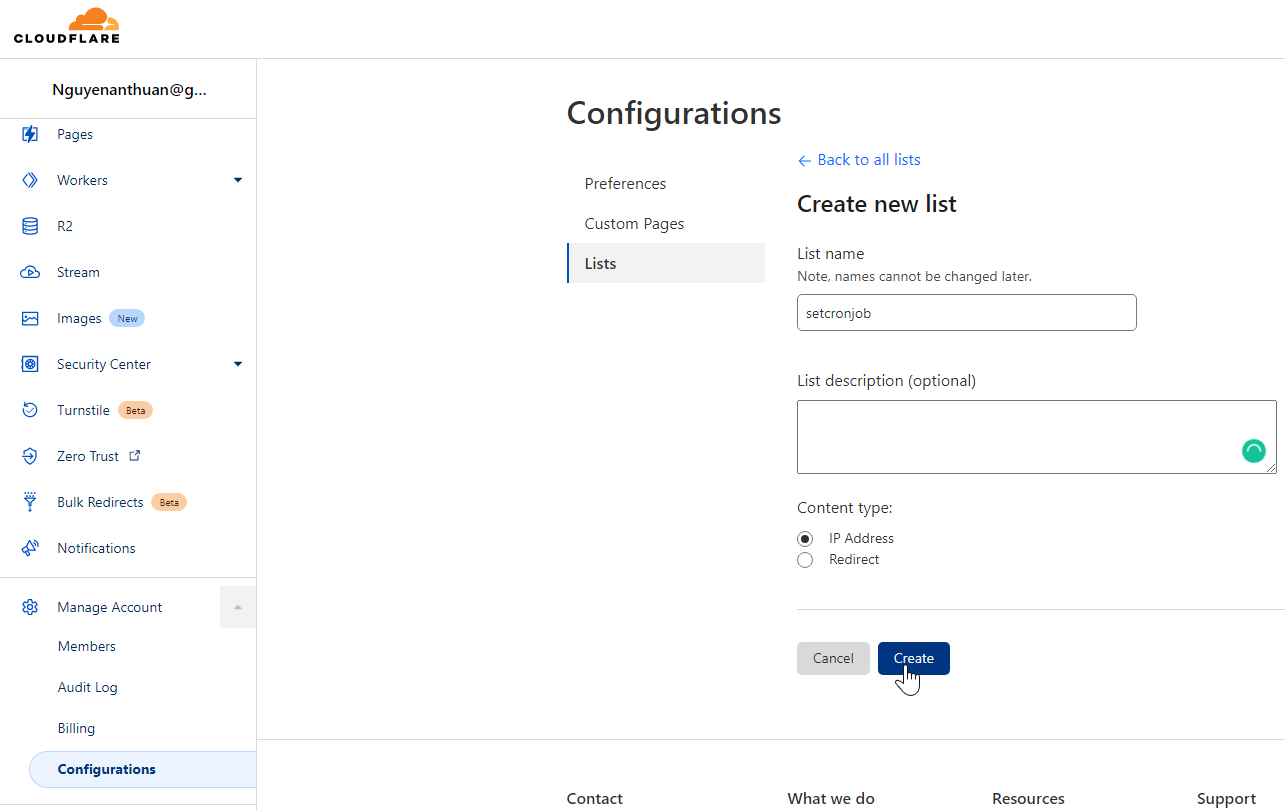 CLOUDFLARE
Nguyenanthuan@g...
Pages
Workers
R2
Stream
Images New
Security Center
Turnstile Beta
Zero Trust
Bulk Redirects Beta
Notifications
Manage Account
Members
Audit Log
Billing
Configurations
Configurations
Preferences
Custom Pages
Lists
← Back to all lists
Create new list
List name
Note, names cannot be changed later.
setcronjob
List description (optional)
Content type:
IP Address
Redirect
Cancel Create
Contact What we do Resources Support